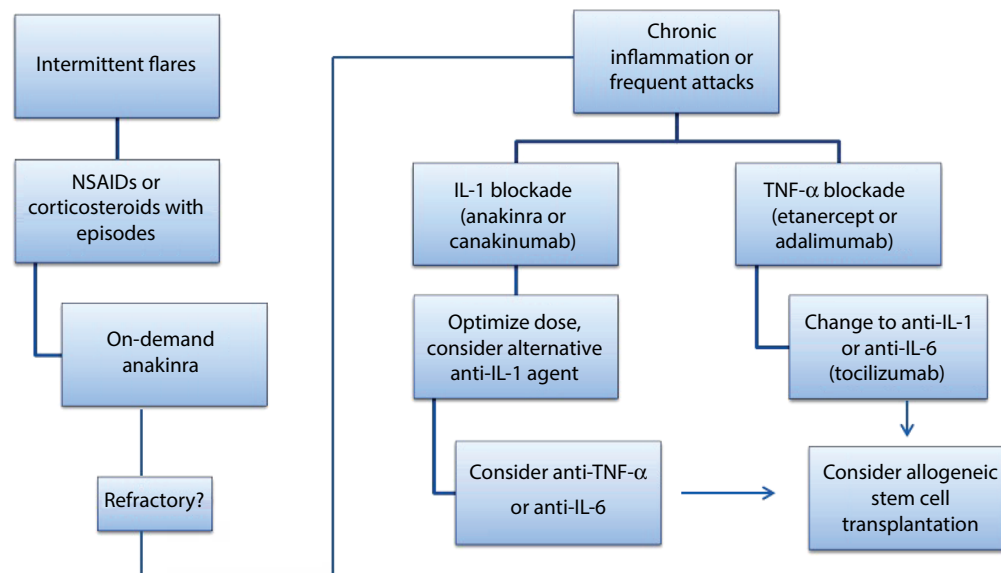 Intermittent flares
NSAIDs or
corticosteroids with
episodes
On-demand
anakinra
Refractory?
Chronic
inflammation or
frequent attacks
IL-1 blockade
(anakinra or
canakinumab)
Optimize dose,
consider alternative
anti-IL-1 agent
Consider anti-TNF-α
or anti-IL-6
TNF-α blockade
(etanercept or
adalimumab)
Change to anti-IL-1
or anti-IL-6
(tocilizumab)
Consider allogeneic
stem cell
transplantation